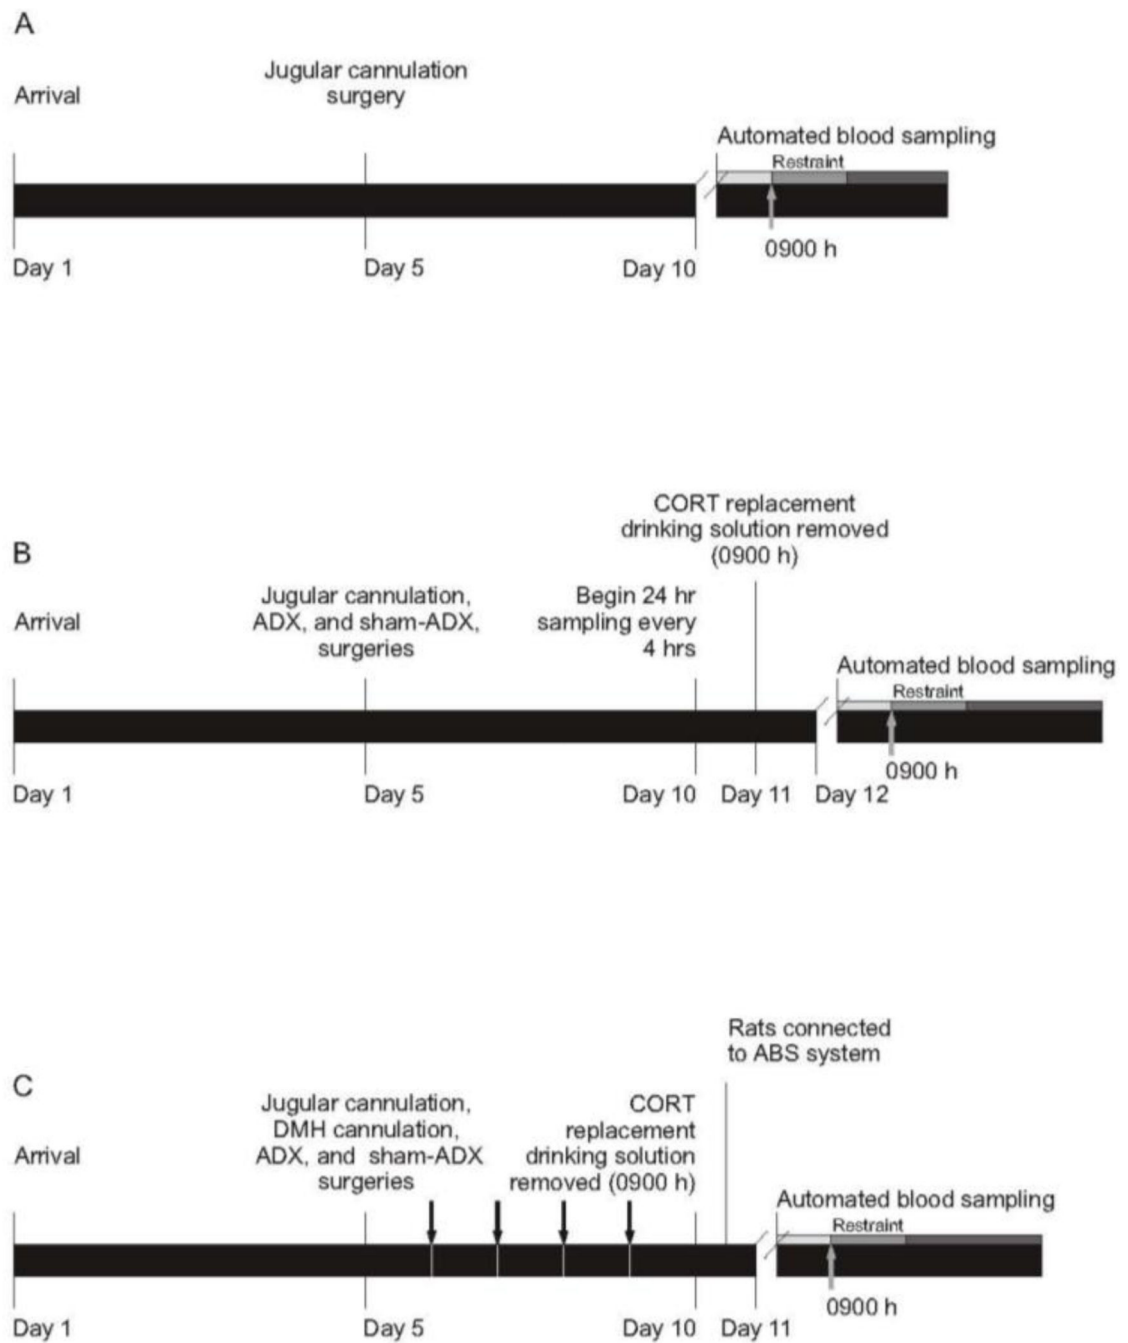 A
Arrival
Jugular cannulation
surgery
Automated blood sampling
Restraint
0900 h
Day 1
Day 5
Day 10
B
Arrival
Jugular cannulation,
ADX, and sham-ADX,
surgeries
Begin 24 hr
sampling every
4 hrs
CORT replacement
drinking solution removed
(0900 h)
Automated blood sampling
Restraint
0900 h
Day 1
Day 5
Day 10
Day 11
Day 12
C
Arrival
Jugular cannulation,
DMH cannulation,
ADX, and sham-ADX
surgeries
CORT
replacement
drinking solution
removed (0900 h)
Rats connected
to ABS system
Automated blood sampling
Restraint
0900 h
Day 1
Day 5
Day 10
Day 11